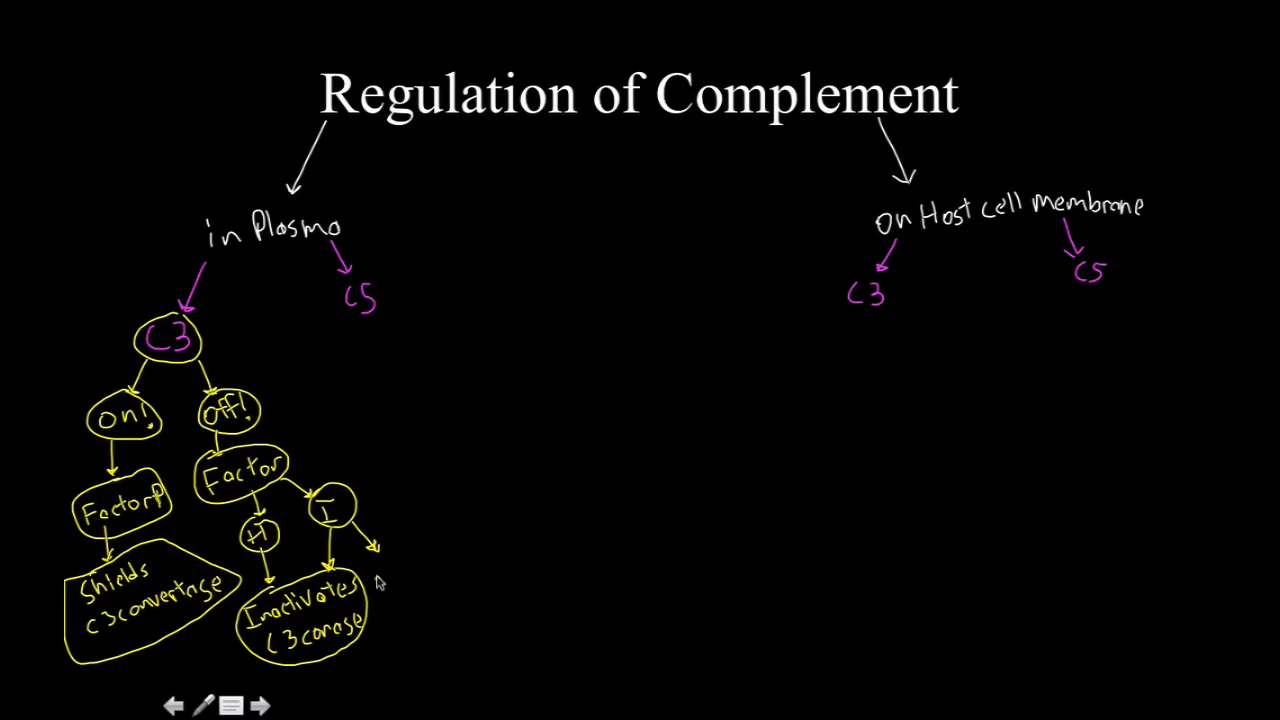 Regulation of Complement
in Plasma
on Host cell membrane
C5
C3
C5
C3
on!
off!
Factor
FactorP
I
H
Shields
C3convertase
Inactivates
C3conase